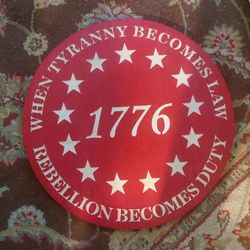 WHEN TYRANNY BECOMES LAW
1776
REBELLION BECOMES DUTY